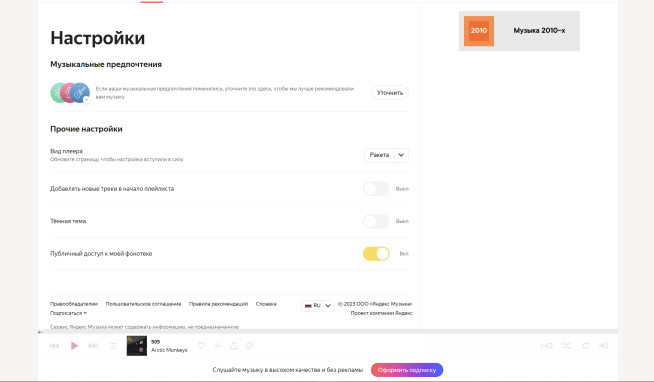 2010
Музыка 2010-х
Настройки
Музыкальные предпочтения
Если ваши музыкальные предпочтения поменялись, уточните это здесь, чтобы мы лучше рекомендовали
вам музыку.
Уточнить
Прочие настройки
Вид плеера
Обновите страницу, чтобы настройки вступили в силу
Ракета
Добавлять новые треки в начало плейлиста
Выкл
Тёмная тема
Выкл
Публичный доступ к моей фонотеке
Вкл
Правообладателям Пользовательское соглашение Правила рекомендаций Справка
Подписаться
RU
© 2023 ООО «Яндекс Музыка»
Проект компании Яндекс
Сервис Яндекс Музыка может содержать информацию, не предназначенную
505
Arctic Monkeys
HQ
Слушайте музыку в высоком качестве и без рекламы
Оформить подписку